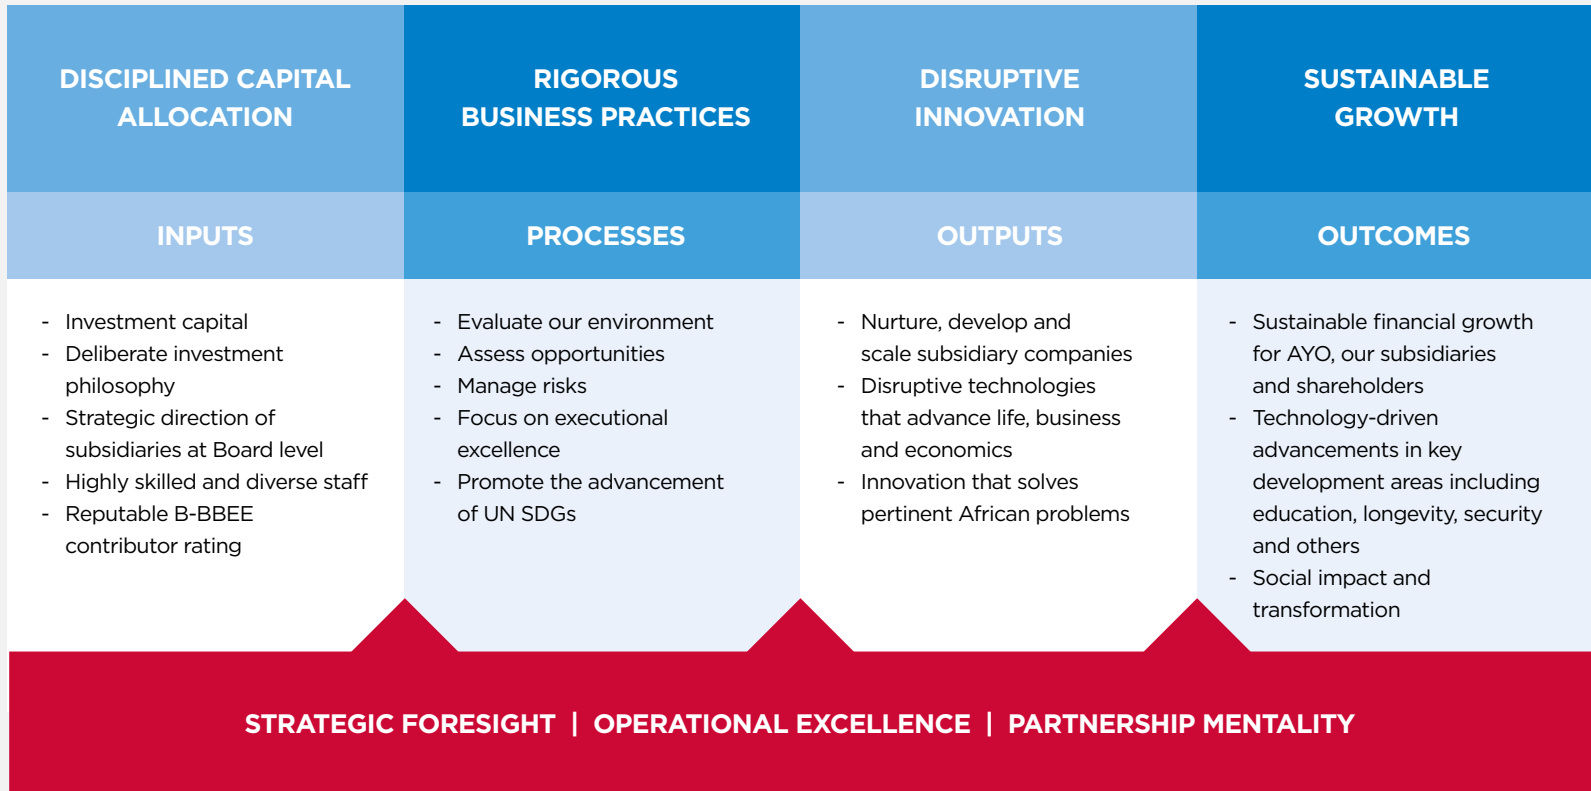 DISCIPLINED CAPITAL
ALLOCATION
RIGOROUS
BUSINESS PRACTICES
DISRUPTIVE
INNOVATION
SUSTAINABLE
GROWTH
INPUTS
PROCESSES
OUTPUTS
OUTCOMES
- Investment capital
- Deliberate investment
philosophy
- Strategic direction of
subsidiaries at Board level
- Highly skilled and diverse staff
- Reputable B-BBEE
contributor rating
- Evaluate our environment
- Assess opportunities
- Manage risks
- Focus on executional
excellence
- Promote the advancement
of UN SDGs
- Nurture, develop and
scale subsidiary companies
- Disruptive technologies
that advance life, business
and economics
- Innovation that solves
pertinent African problems
- Sustainable financial growth
for AYO, our subsidiaries
and shareholders
- Technology-driven
advancements in key
development areas including
education, longevity, security
and others
- Social impact and
transformation
STRATEGIC FORESIGHT | OPERATIONAL EXCELLENCE | PARTNERSHIP MENTALITY